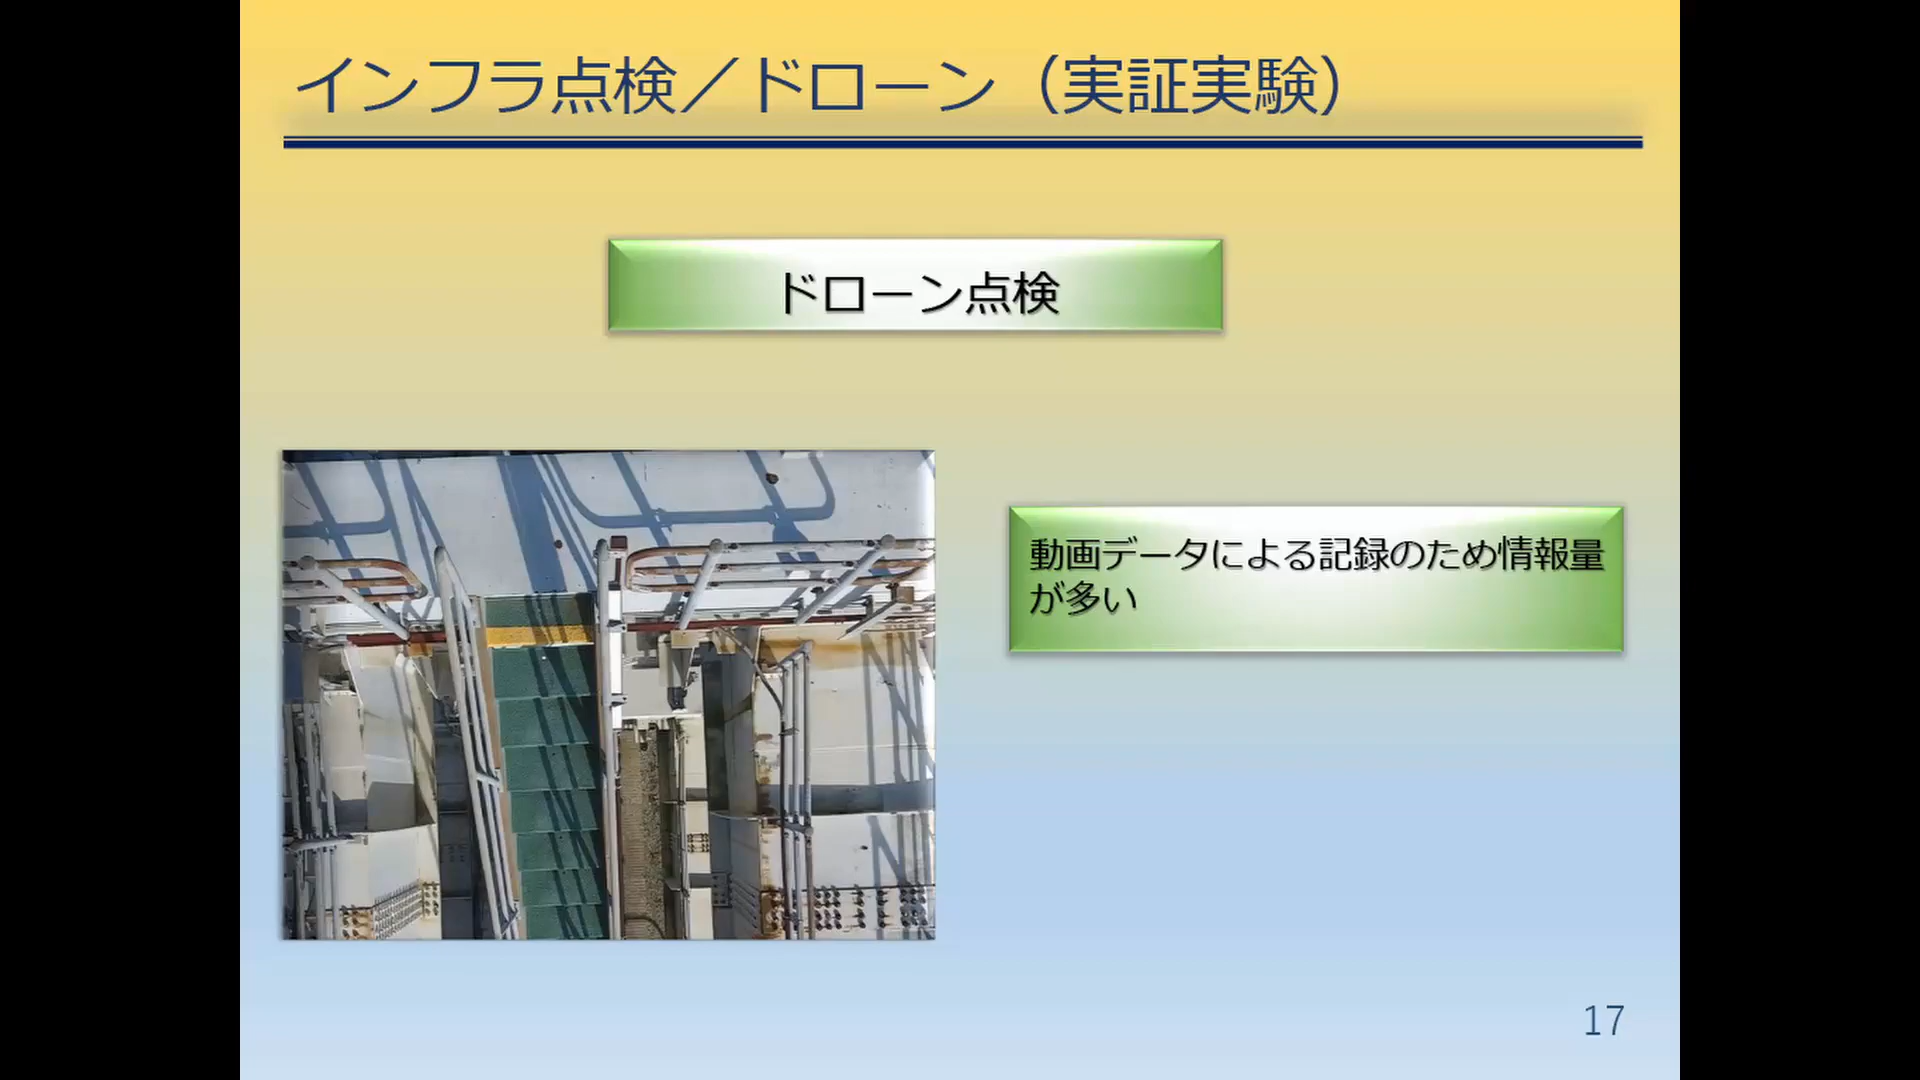 インフラ点検／ドローン（実証実験）
ドローン点検
動画データによる記録のため情報量
が多い
17